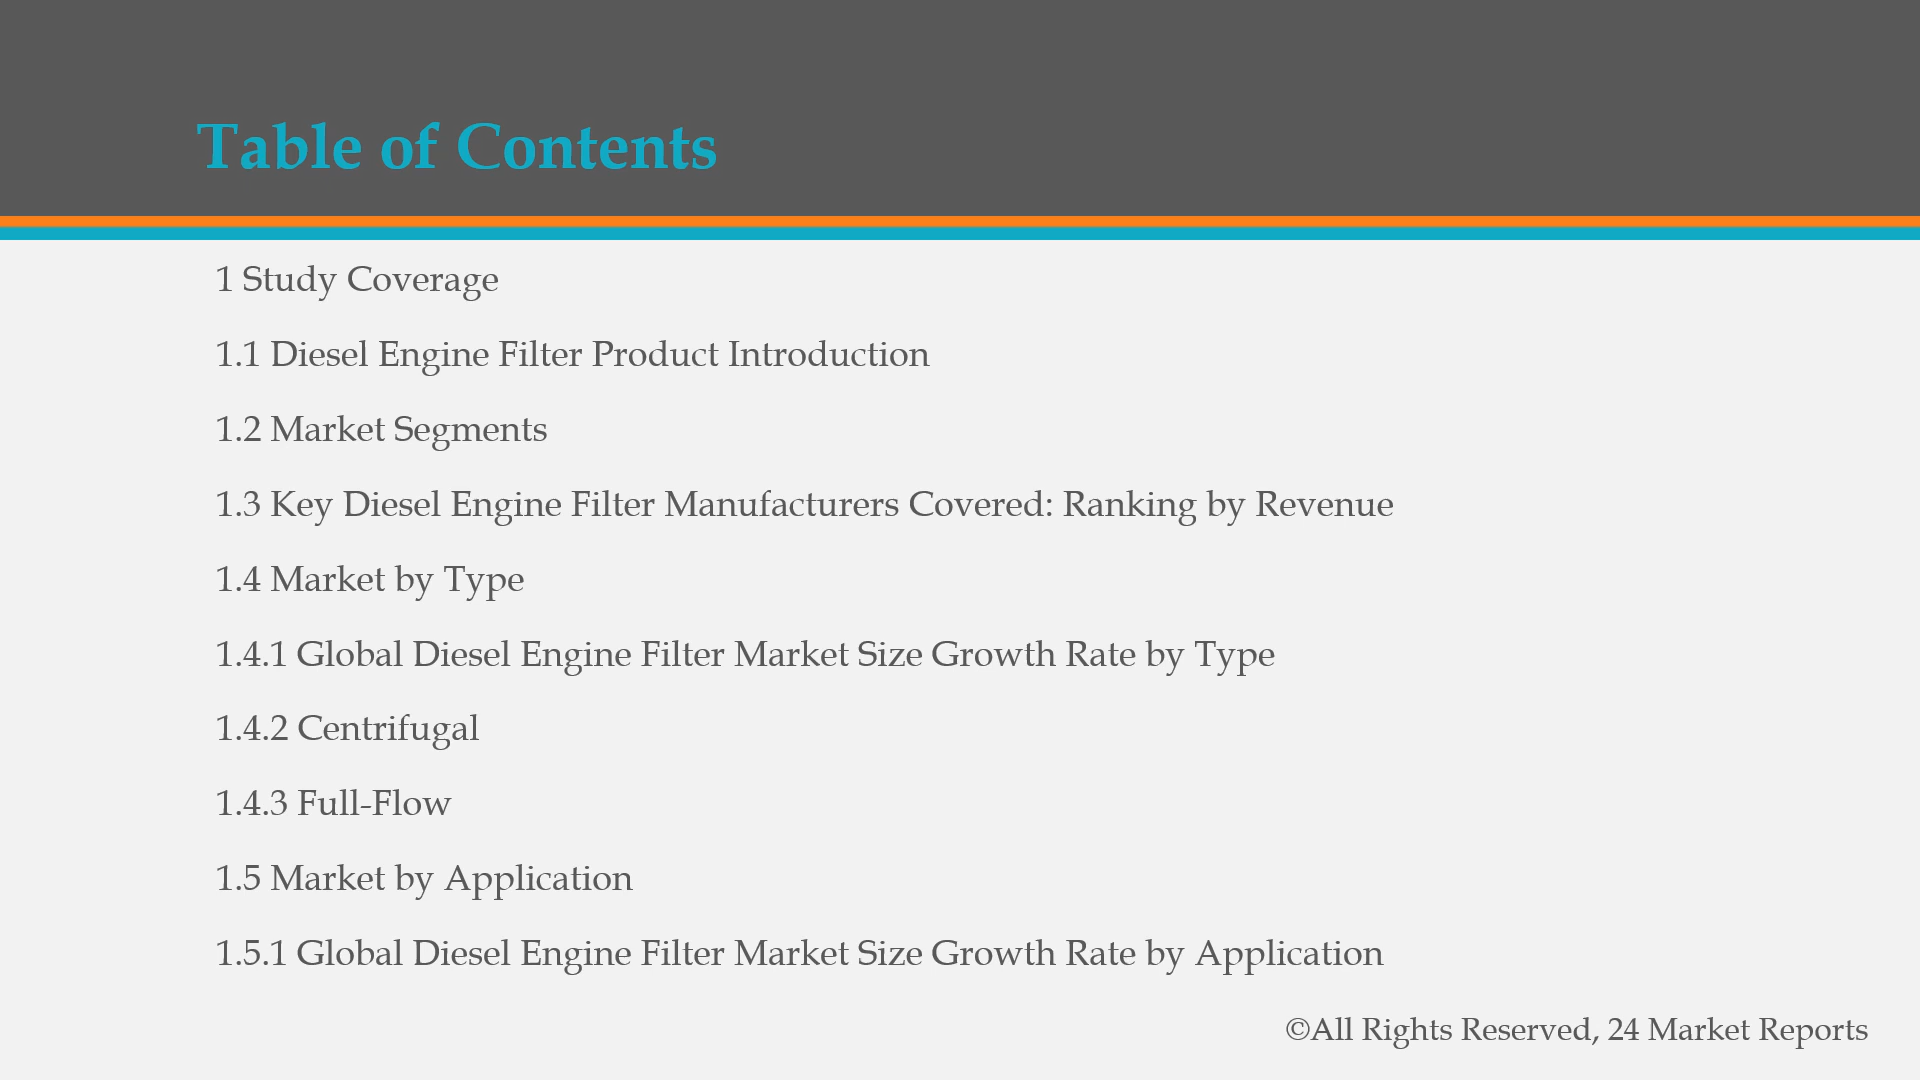 Table of Contents
1 Study Coverage
1.1 Diesel Engine Filter Product Introduction
1.2 Market Segments
1.3 Key Diesel Engine Filter Manufacturers Covered: Ranking by Revenue
1.4 Market by Type
1.4.1 Global Diesel Engine Filter Market Size Growth Rate by Type
1.4.2 Centrifugal
1.4.3 Full-Flow
1.5 Market by Application
1.5.1 Global Diesel Engine Filter Market Size Growth Rate by Application
©All Rights Reserved, 24 Market Reports